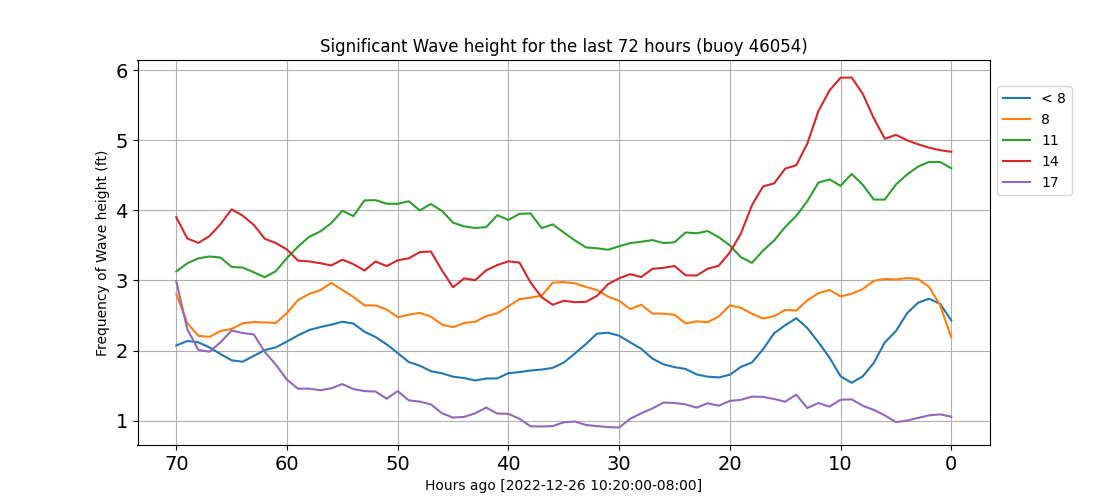 Significant Wave height for the last 72 hours (buoy 46054)
Frequency of Wave height (ft)
6
5
4
3
2
1
70 60 50 40 30 20 10 0
Hours ago [2022-12-26 10:20:00-08:00]
< 8
8
11
14
17